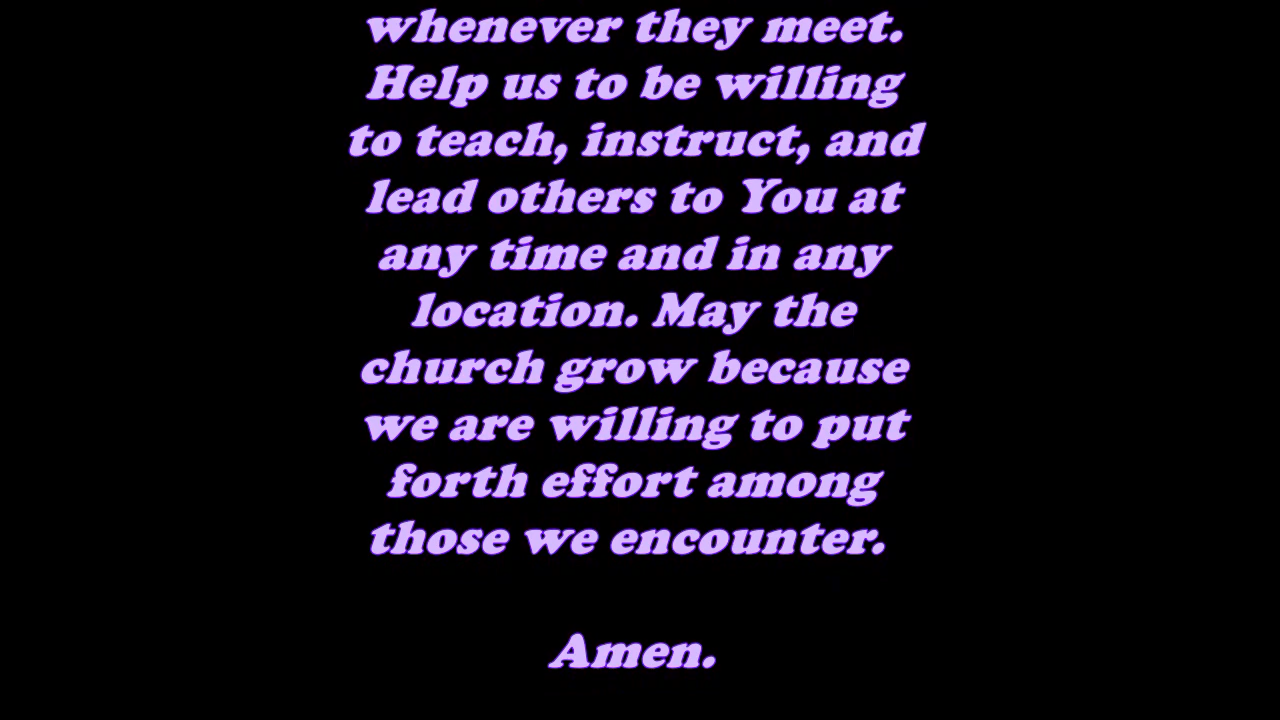 whenever they meet.
Help us to be willing
to teach, instruct, and
lead others to You at
any time and in any
location. May the
church grow because
we are willing to put
forth effort among
those we encounter.
Amen.